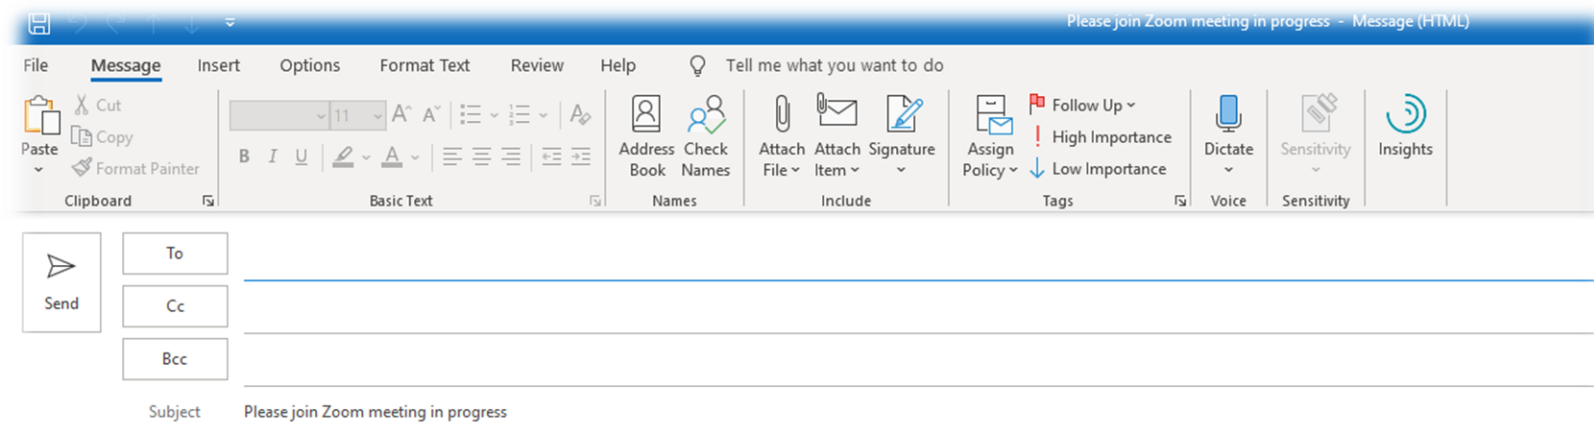 Please join Zoom meeting in progress - Message (HTML)
File Message Insert Options Format Text Review Help Tell me what you want to do
Paste
Cut
Copy
Format Painter
Clipboard
11
B I U A
Basic Text
Address Book
Check Names
Names
Attach File
Attach Item
Signature
Include
Assign Policy
Follow Up
High Importance
Low Importance
Tags
Dictate
Voice
Sensitivity
Sensitivity
Insights
Send
To
Cc
Bcc
Subject Please join Zoom meeting in progress